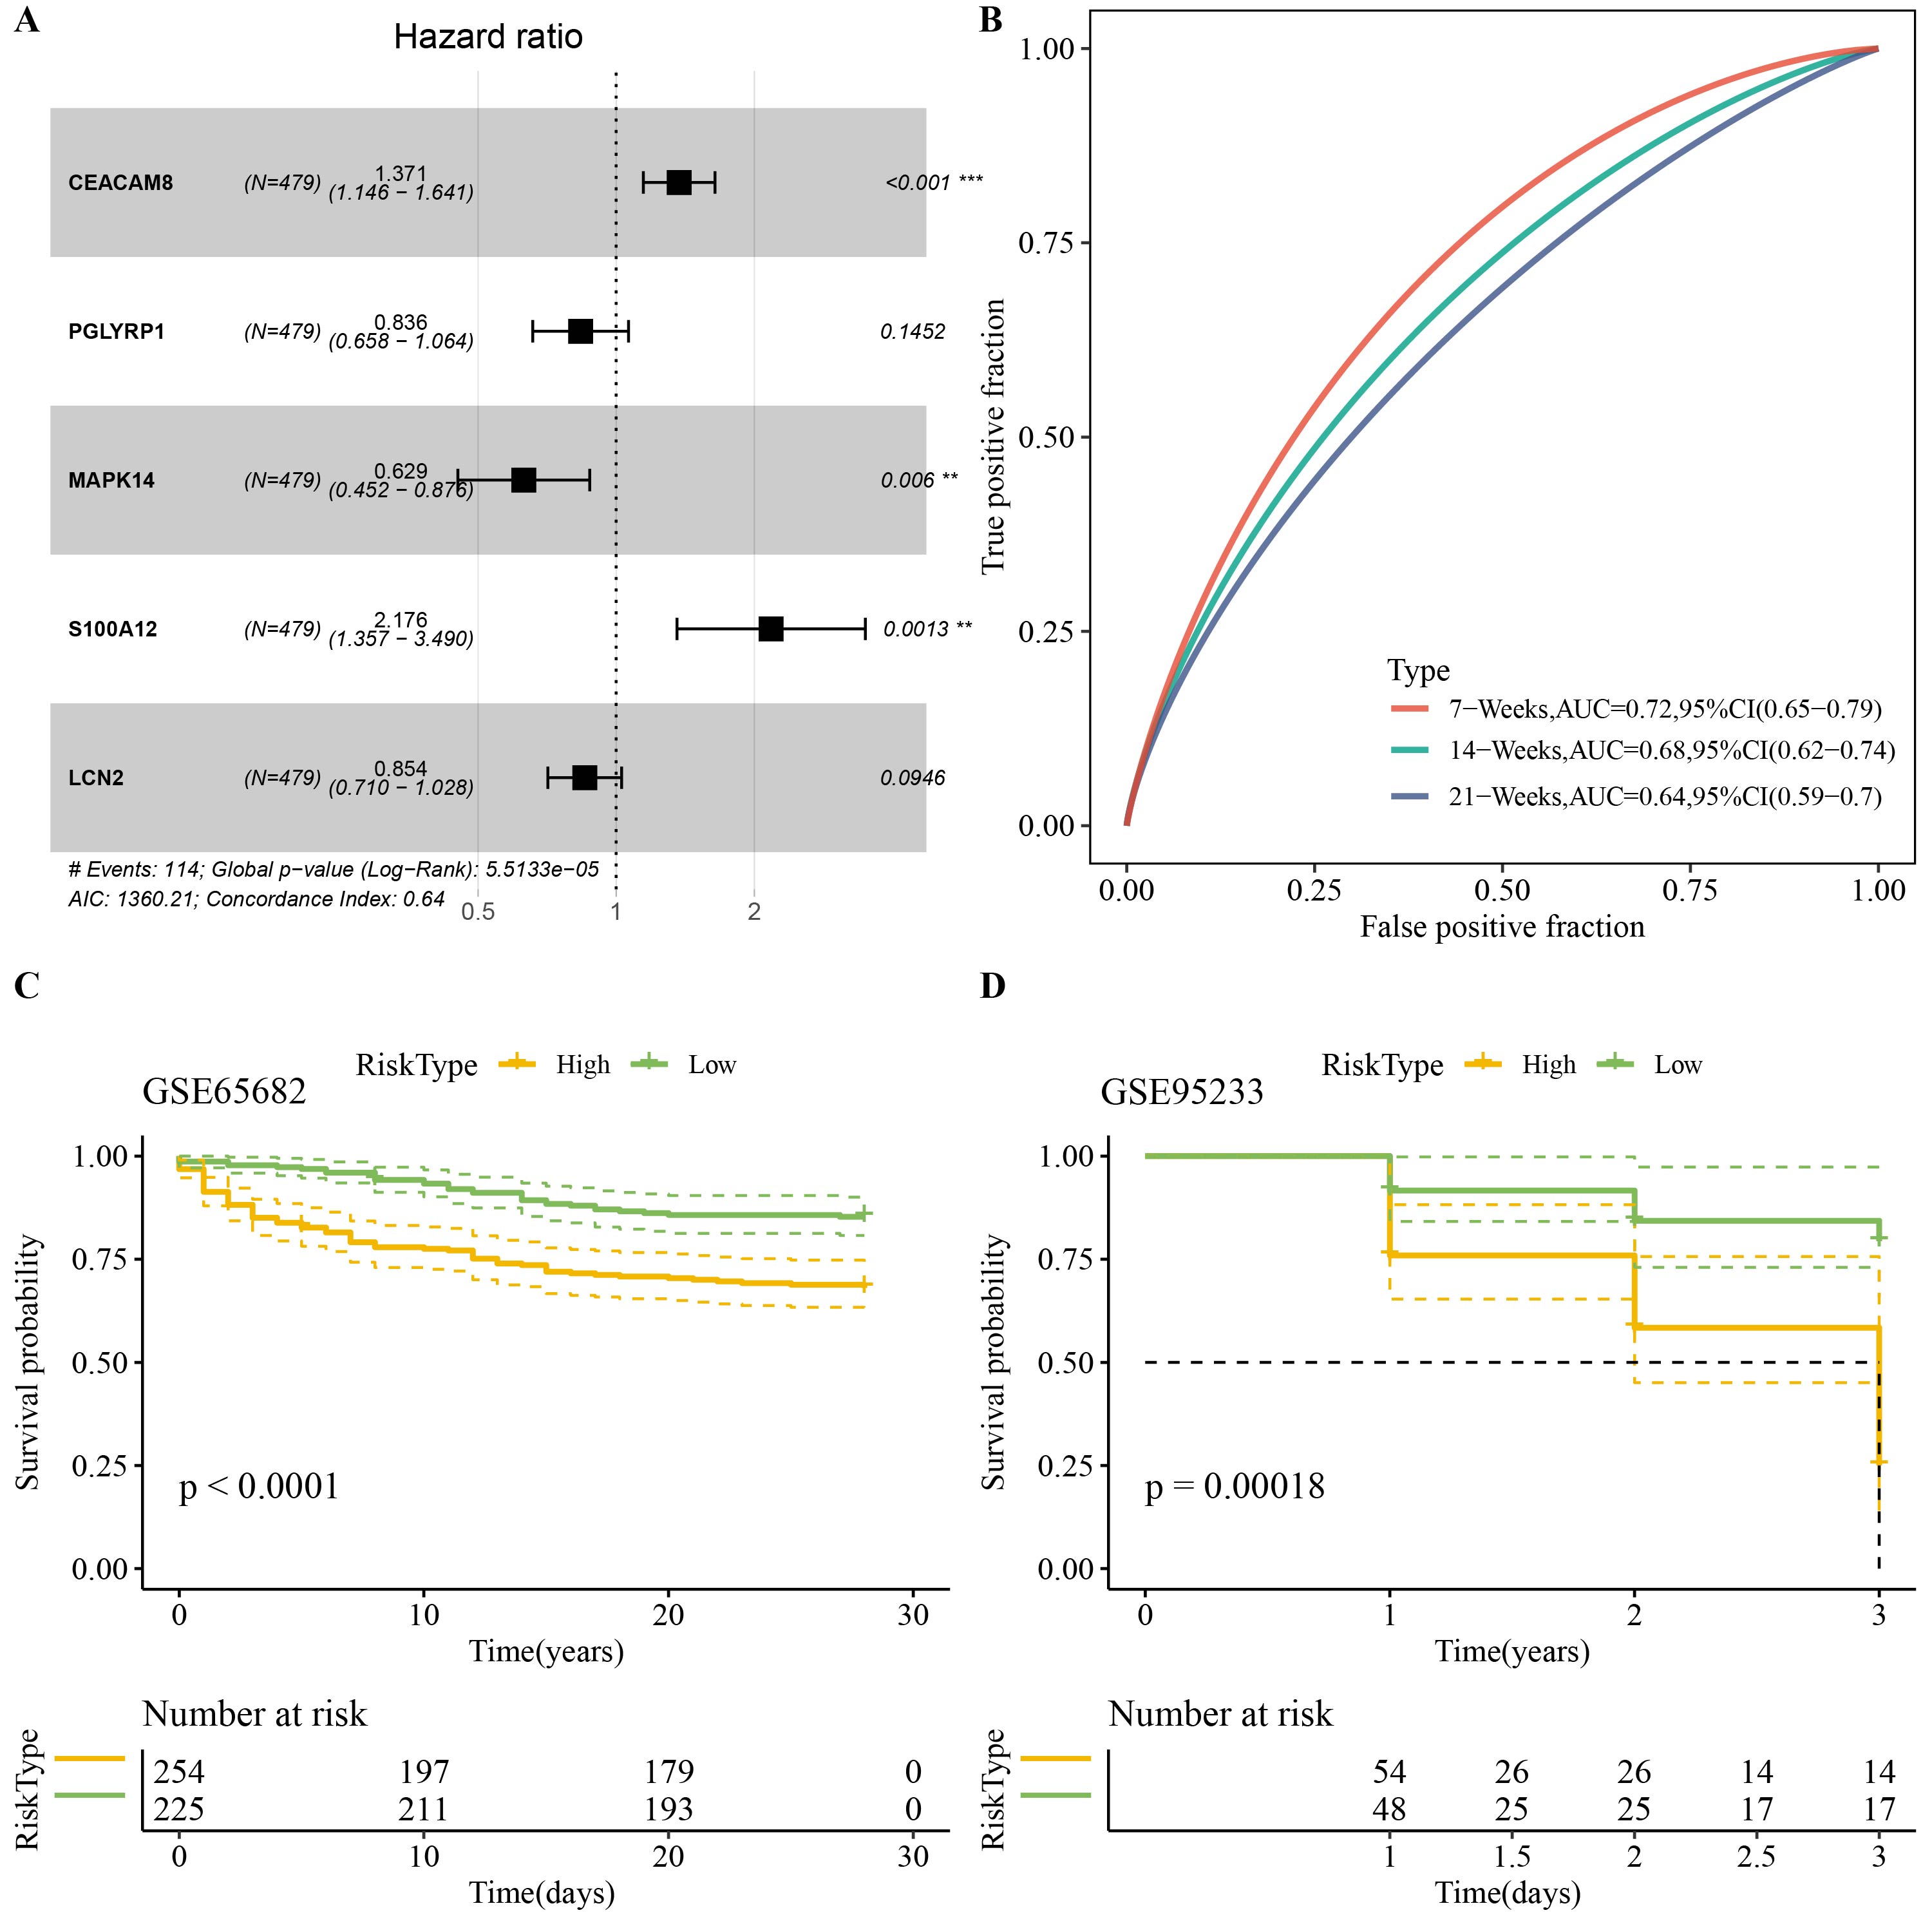 A
Hazard ratio
CEACAM8 (N=479) 1.371 (1.146 − 1.641) <0.001 ***
PGLYRP1 (N=479) 0.836 (0.658 − 1.064) 0.1452
MAPK14 (N=479) 0.629 (0.452 − 0.876) 0.006 **
S100A12 (N=479) 2.176 (1.357 − 3.490) 0.0013 **
LCN2 (N=479) 0.854 (0.710 − 1.028) 0.0946
# Events: 114; Global p−value (Log−Rank): 5.5133e−05
AIC: 1360.21; Concordance Index: 0.64
0.5 1 2
B
True positive fraction
1.00
0.75
0.50
0.25
0.00
Type
7−Weeks,AUC=0.72,95%CI(0.65−0.79)
14−Weeks,AUC=0.68,95%CI(0.62−0.74)
21−Weeks,AUC=0.64,95%CI(0.59−0.7)
0.00 0.25 0.50 0.75 1.00
False positive fraction
C
RiskType High Low
GSE65682
Survival probability
1.00
0.75
0.50
0.25
0.00
p < 0.0001
0 10 20 30
Time(years)
Number at risk
RiskType
254 197 179 0
225 211 193 0
0 10 20 30
Time(days)
D
RiskType High Low
GSE95233
Survival probability
1.00
0.75
0.50
0.25
0.00
p = 0.00018
0 1 2 3
Time(years)
Number at risk
RiskType
54 26 26 14 14
48 25 25 17 17
1 1.5 2 2.5 3
Time(days)